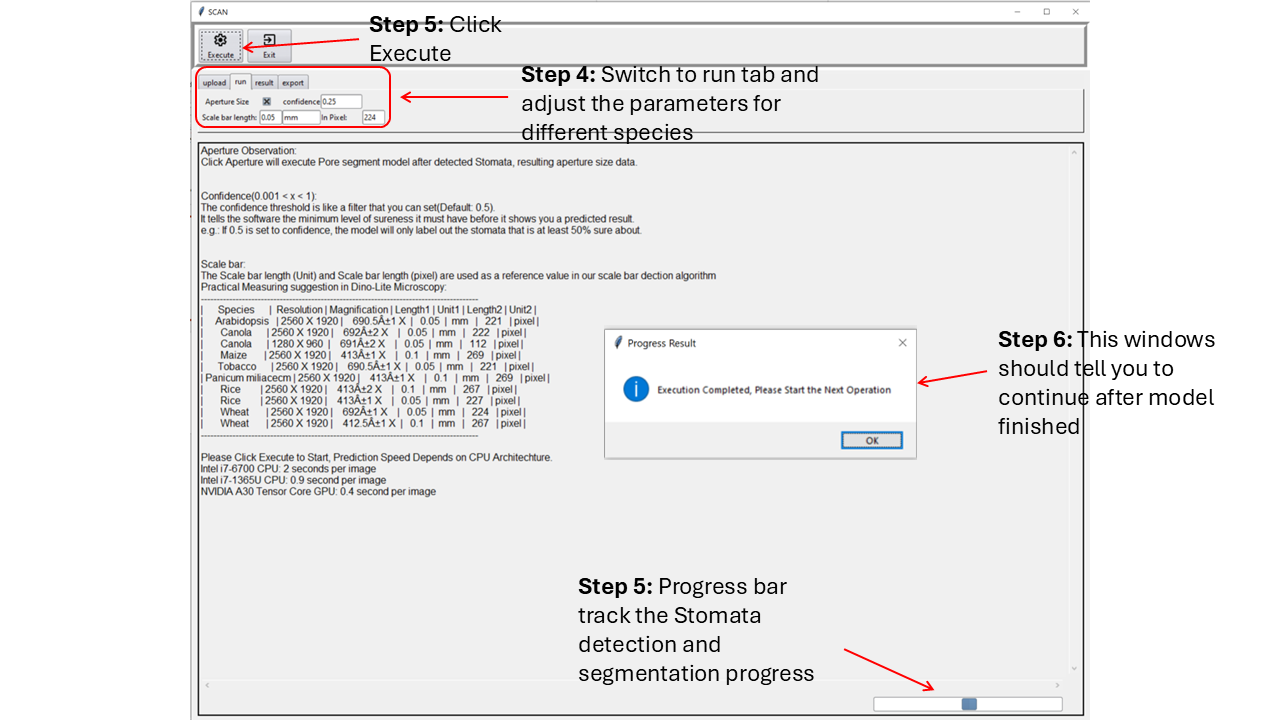 SCAN
Step 5: Click
Execute
Execute
Exit
Step 4: Switch to run tab and
adjust the parameters for
different species
upload run result export
Aperture Size confidence 0.25
Scale bar length: 0.05 mm In Pixel: 224
Aperture Observation:
Click Aperture will execute Pore segment model after detected Stomata, resulting aperture size data.
Confidence(0.001 < x < 1):
The confidence threshold is like a filter that you can set(Default: 0.5).
It tells the software the minimum level of sureness it must have before it shows you a predicted result.
e.g.: If 0.5 is set to confidence, the model will only label out the stomata that is at least 50% sure about.
Scale bar:
The Scale bar length (Unit) and Scale bar length (pixel) are used as a reference value in our scale bar dection algorithm
Practical Measuring suggestion in Dino-Lite Microscopy:
--------------------------------------------------------------------------------
| Species | Resolution | Magnification | Length1 | Unit1 | Length2 | Unit2 |
| Arabidopsis | 2560 X 1920 | 690.5Â±1 X | 0.05 | mm | 221 | pixel |
| Canola | 2560 X 1920 | 692Â±2 X | 0.05 | mm | 222 | pixel |
| Canola | 1280 X 960 | 691Â±2 X | 0.05 | mm | 112 | pixel |
| Maize | 2560 X 1920 | 413Â±1 X | 0.1 | mm | 269 | pixel |
| Tobacco | 2560 X 1920 | 690.5Â±1 X | 0.05 | mm | 221 | pixel |
| Panicum miliacecm | 2560 X 1920 | 413Â±1 X | 0.1 | mm | 269 | pixel |
| Rice | 2560 X 1920 | 413Â±2 X | 0.1 | mm | 267 | pixel |
| Rice | 2560 X 1920 | 413Â±1 X | 0.05 | mm | 227 | pixel |
| Wheat | 2560 X 1920 | 692Â±1 X | 0.05 | mm | 224 | pixel |
| Wheat | 2560 X 1920 | 412.5Â±1 X | 0.1 | mm | 267 | pixel |
--------------------------------------------------------------------------------
Please Click Execute to Start, Prediction Speed Depends on CPU Architechture.
Intel i7-6700 CPU: 2 seconds per image
Intel i7-1365U CPU: 0.9 second per image
NVIDIA A30 Tensor Core GPU: 0.4 second per image
Progress Result
Execution Completed, Please Start the Next Operation
OK
Step 6: This windows
should tell you to
continue after model
finished
Step 5: Progress bar
track the Stomata
detection and
segmentation progress